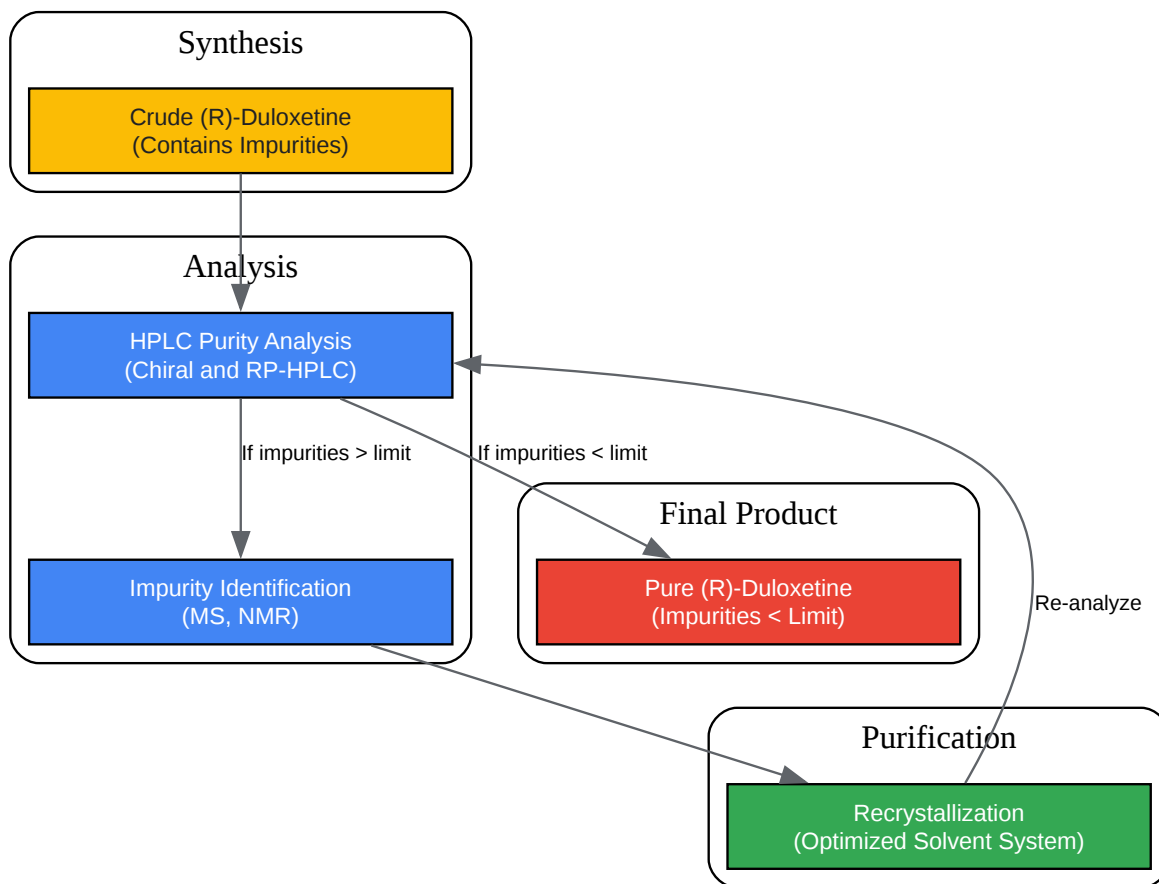 Synthesis
Crude (R)-Duloxetine
(Contains Impurities)
Analysis
HPLC Purity Analysis
(Chiral and RP-HPLC)
If impurities > limit
If impurities < limit
Final Product
Impurity Identification
(MS, NMR)
Pure (R)-Duloxetine
(Impurities < Limit)
Re-analyze
Purification
Recrystallization
(Optimized Solvent System)